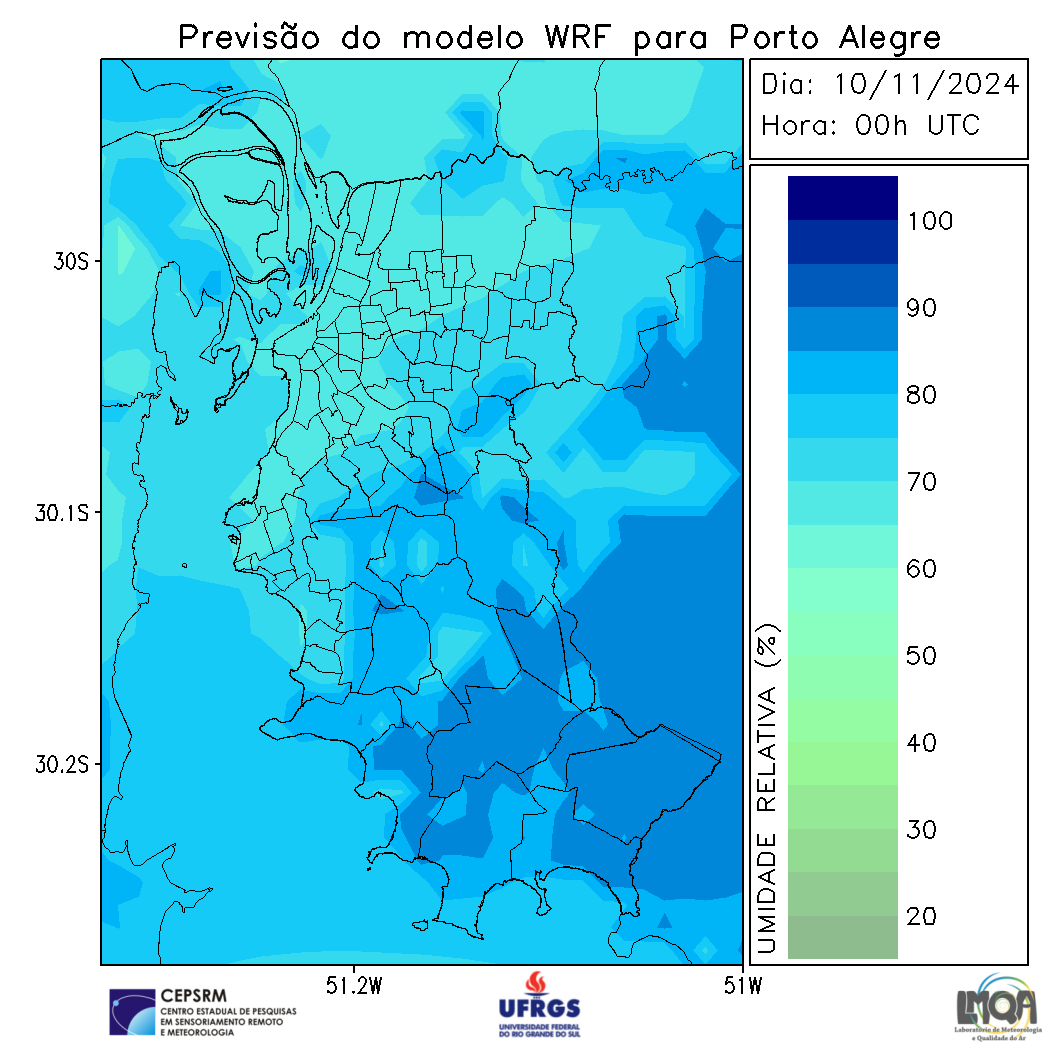 Previsão do modelo WRF para Porto Alegre
Dia: 10/11/2024
Hora: 00h UTC
100
90
80
70
60
50
40
30
20
UMIDADE RELATIVA (%)
30S
30.1S
30.2S
51.2W
51W
CEPSRM
CENTRO ESTADUAL DE PESQUISAS
EM SENSORIAMENTO REMOTO
E METEOROLOGIA
UFRGS
UNIVERSIDADE FEDERAL
DO RIO GRANDE DO SUL
LMQA
Laboratório de Meteorologia
e Qualidade do Ar